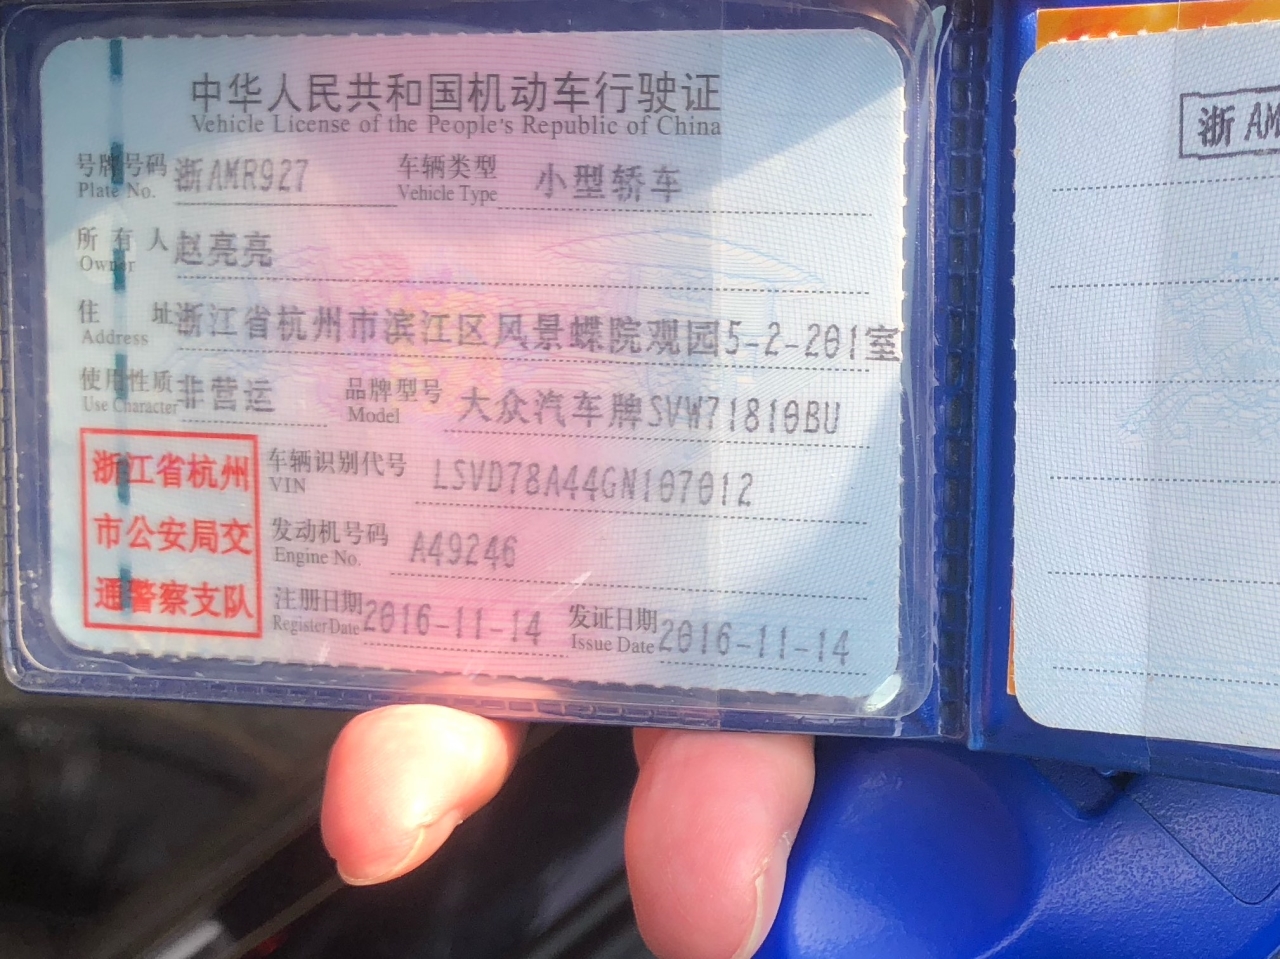 中华人民共和国机动车行驶证
Vehicle License of the People's Republic of China
号牌号码 浙AMR927 车辆类型 小型轿车
Plate No. Vehicle Type
所有人 赵亮亮
Owner
住址 浙江省杭州市滨江区风景蝶院观园5-2-201室
Address
使用性质 非营运 品牌型号 大众汽车牌SVW71810BU
Use Character Model
浙江省杭州
市公安局交
通警察支队
车辆识别代号 LSVD78A44GN107012
VIN
发动机号码 A49246
Engine No.
注册日期 2016-11-14 发证日期 2016-11-14
Register Date Issue Date
浙AM